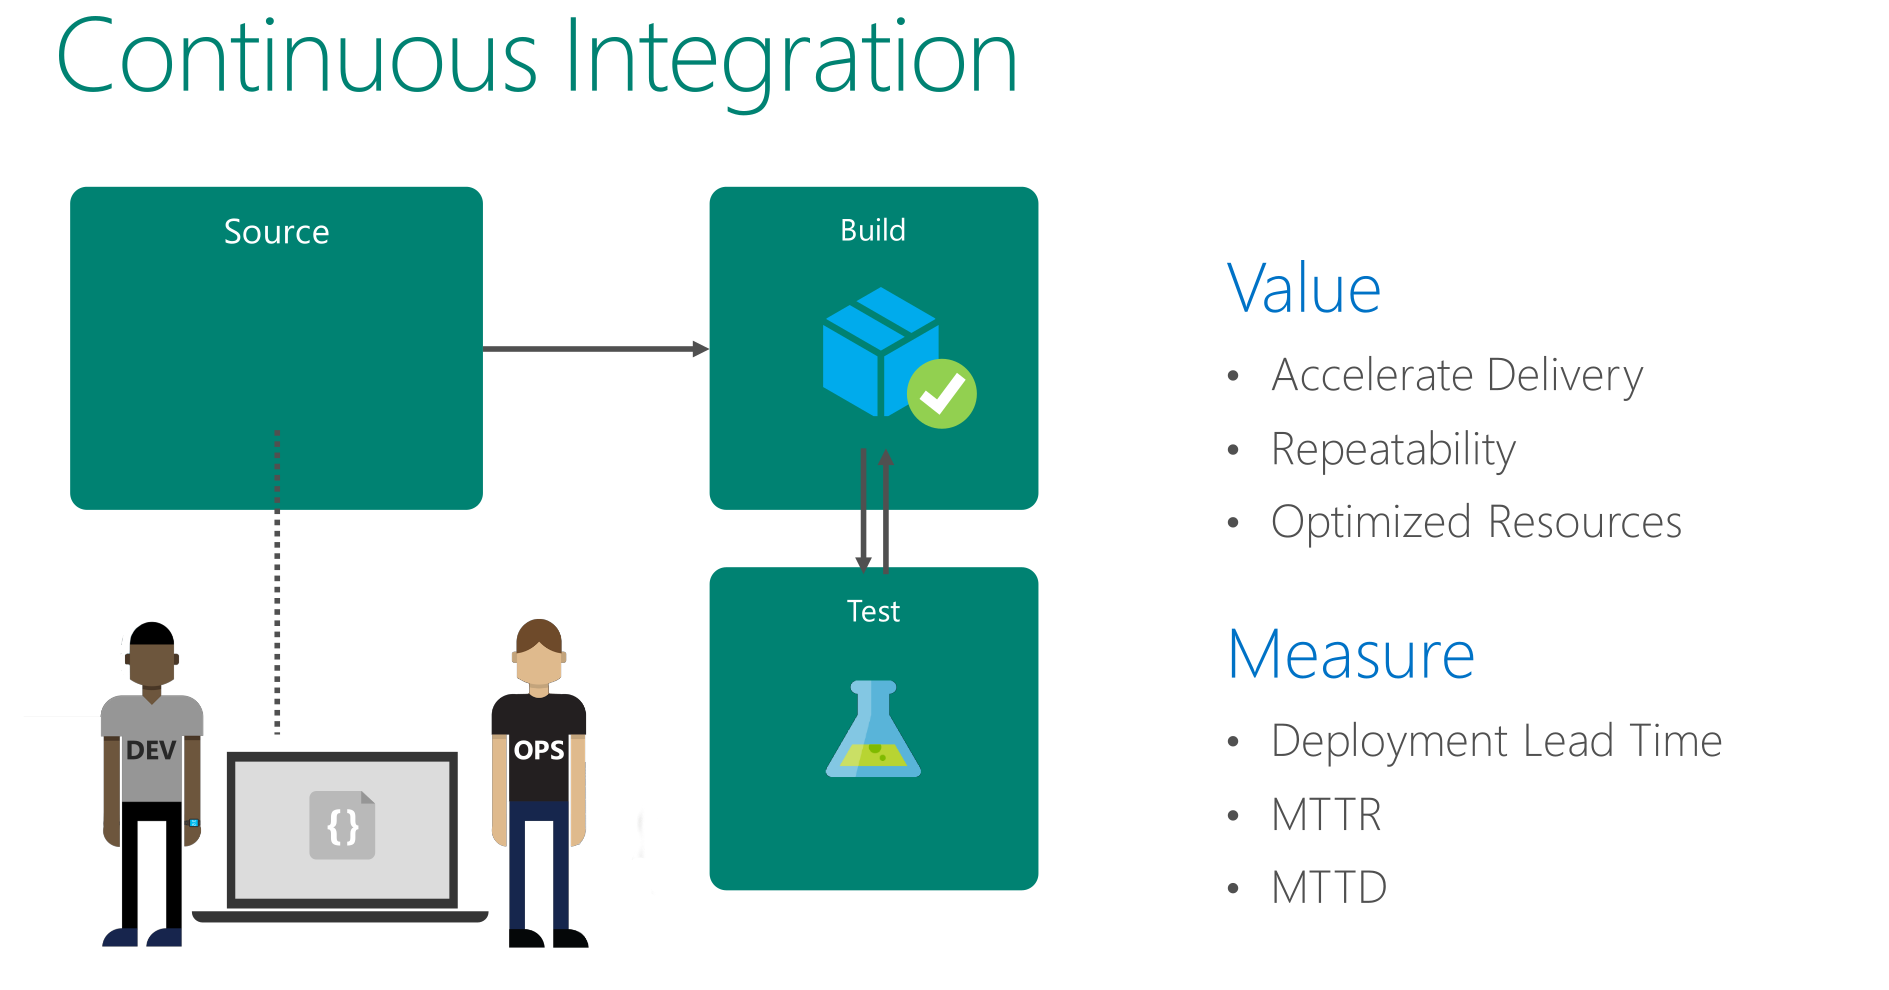 Continuous Integration
Source
Build
Test
DEV
OPS
{}
Value
• Accelerate Delivery
• Repeatability
• Optimized Resources
Measure
• Deployment Lead Time
• MTTR
• MTTD